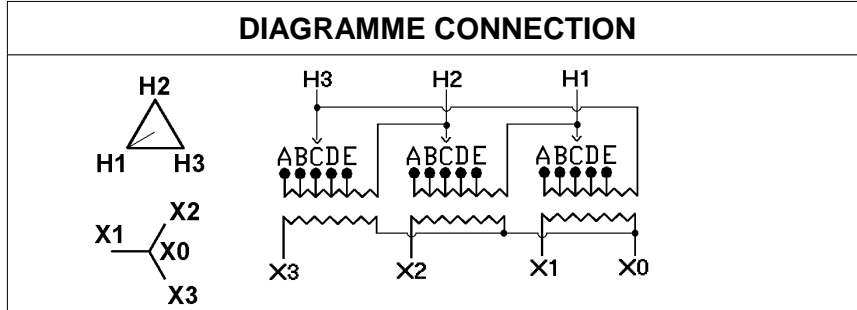 DIAGRAMME CONNECTION
H2
H1 H3
X1 X2
X0
X3
H3 H2 H1
ABCDE ABCDE ABCDE
X3 X2 X1 X0